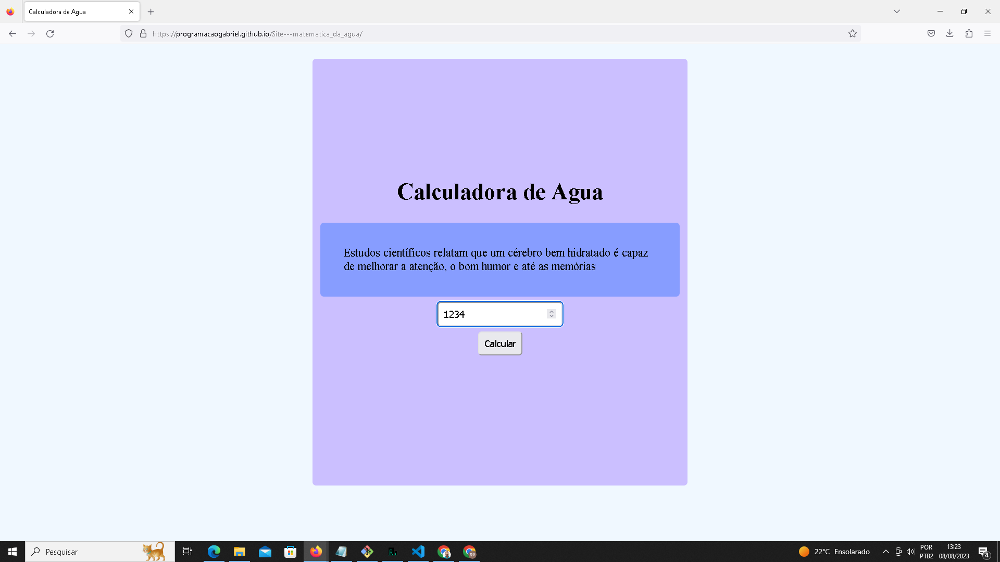 Calculadora de Agua
https://programacaogabriel.github.io/Site---matematica_da_agua/
Calculadora de Agua
Estudos científicos relatam que um cérebro bem hidratado é capaz
de melhorar a atenção, o bom humor e até as memórias
1234
Calcular
Pesquisar
qa
22°C Ensolarado
POR
PTB2
13:23
08/08/2023
4